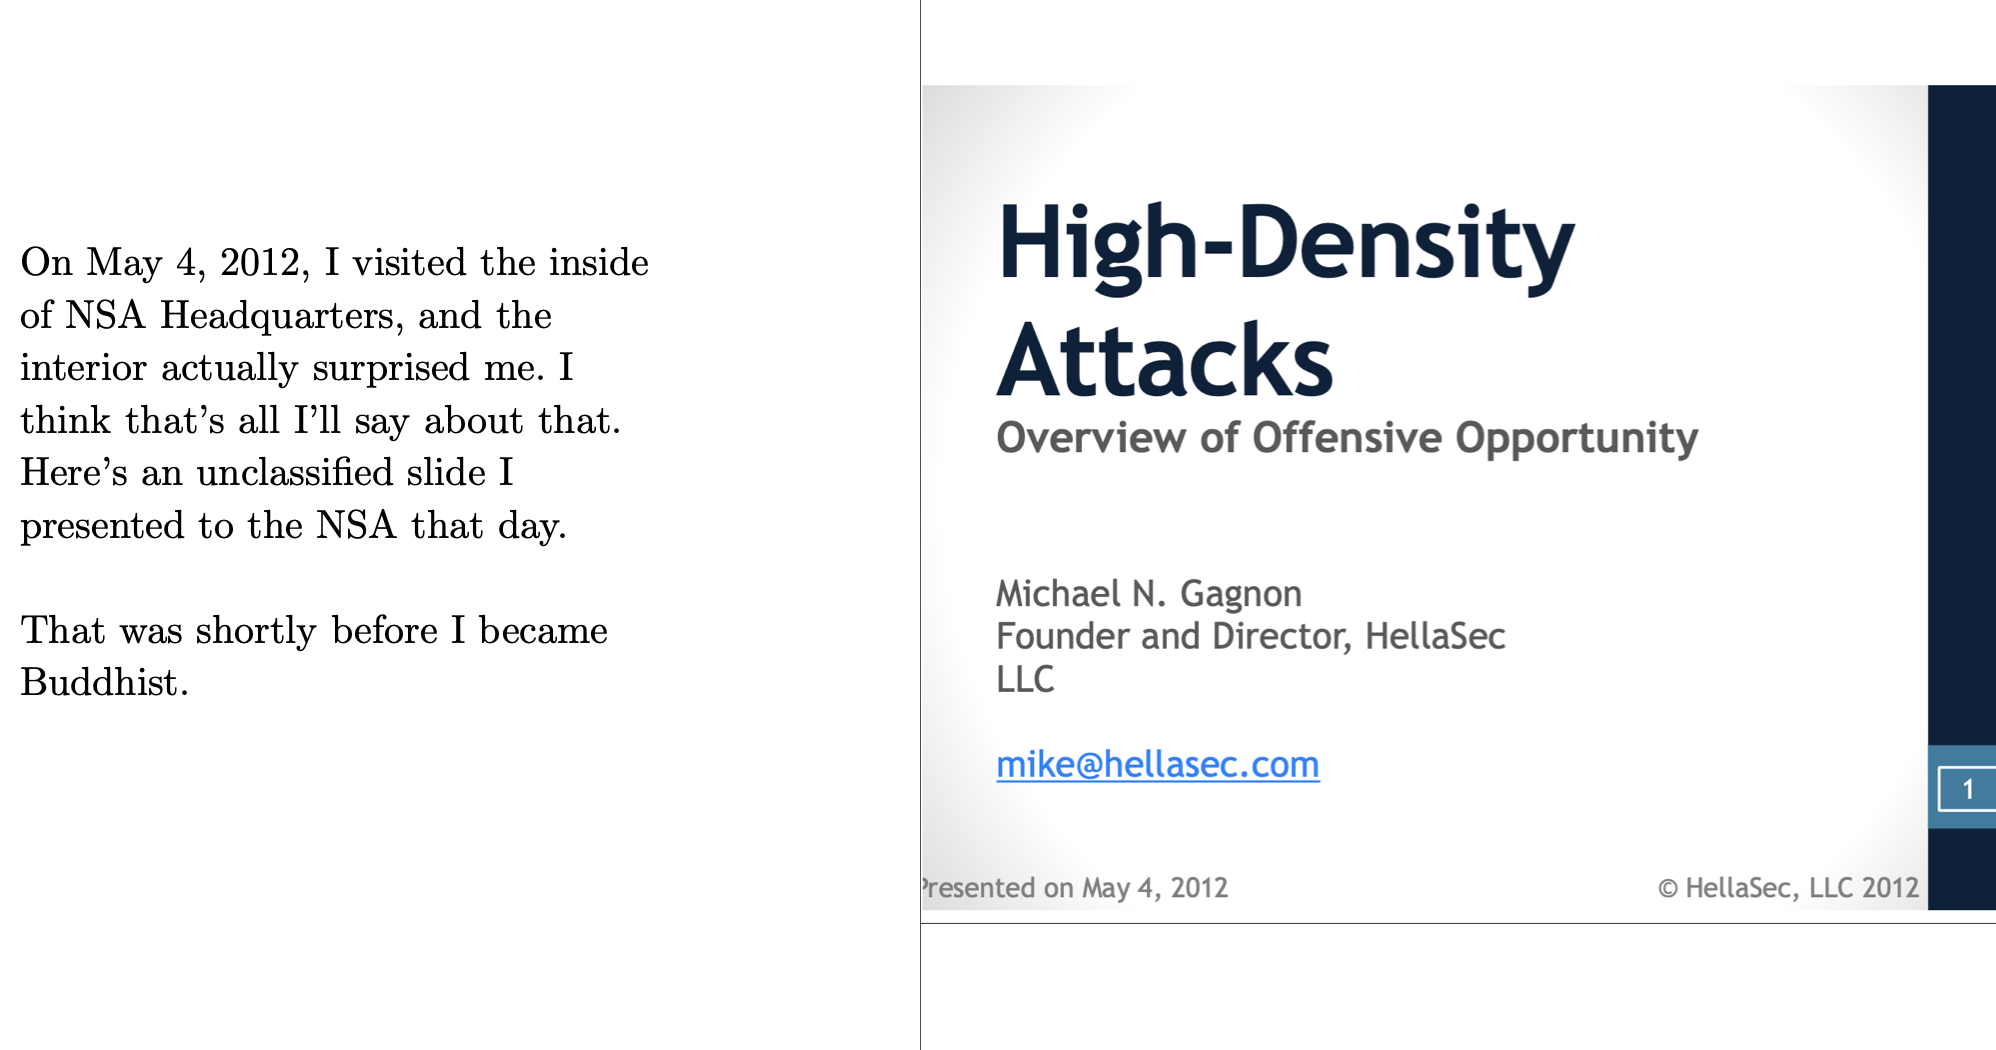 On May 4, 2012, I visited the inside
of NSA Headquarters, and the
interior actually surprised me. I
think that’s all I’ll say about that.
Here’s an unclassified slide I
presented to the NSA that day.
That was shortly before I became
Buddhist.
High-Density
Attacks
Overview of Offensive Opportunity
Michael N. Gagnon
Founder and Director, HellaSec
LLC
mike@hellasec.com
1
Presented on May 4, 2012
© HellaSec, LLC 2012